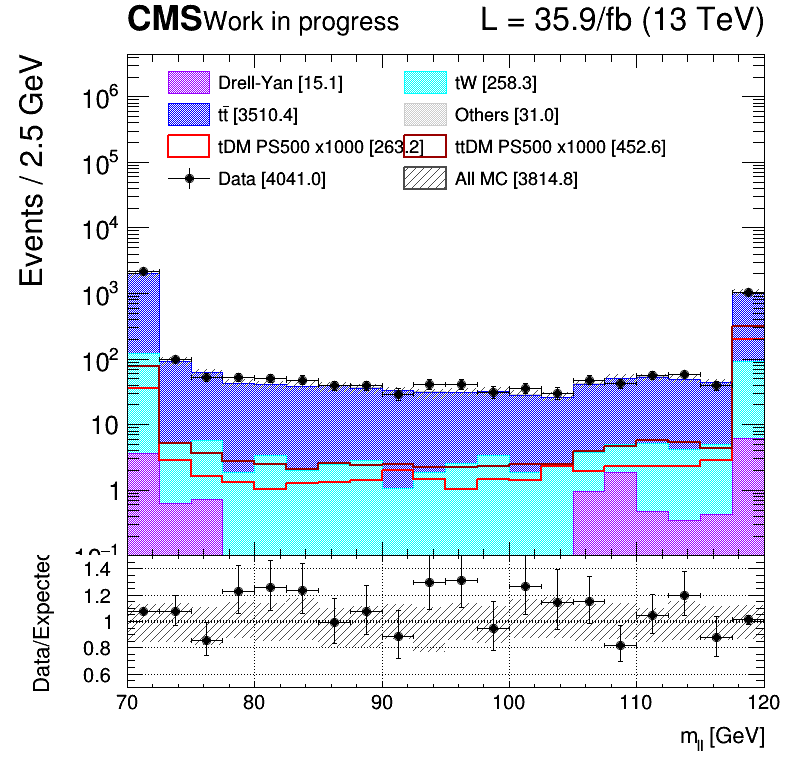 CMS Work in progress L = 35.9/fb (13 TeV)
Events / 2.5 GeV
10⁶
10⁵
10⁴
10³
10²
10
1
10⁻¹
Drell-Yan [15.1] tW [258.3]
tt̄ [3510.4] Others [31.0]
tDM PS500 x1000 [263.2] ttDM PS500 x1000 [452.6]
Data [4041.0] All MC [3814.8]
Data/Expected
1.4
1.2
1
0.8
0.6
70 80 90 100 110 120
m_ll [GeV]